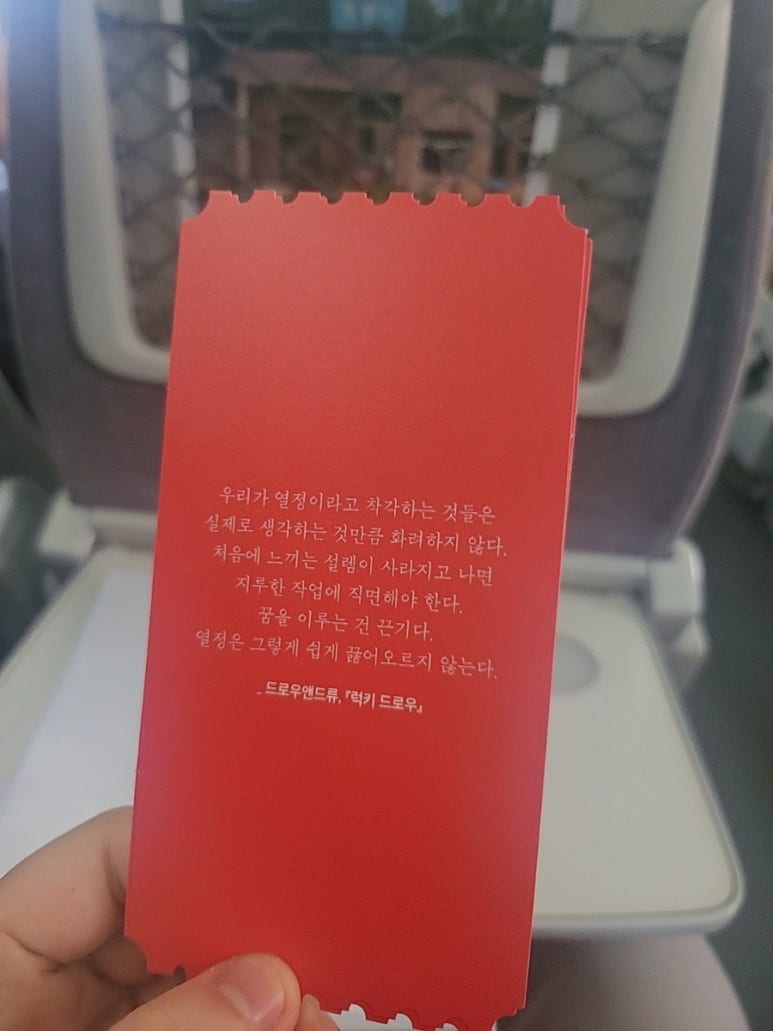 우리가 열정이라고 착각하는 것들은
실제로 생각하는 것만큼 화려하지 않다.
처음에 느끼는 설렘이 사라지고 나면
지루한 작업에 직면해야 한다.
꿈을 이루는 건 끈기다.
열정은 그렇게 쉽게 끓어오르지 않는다.
_ 드로우앤드류, 『럭키 드로우』